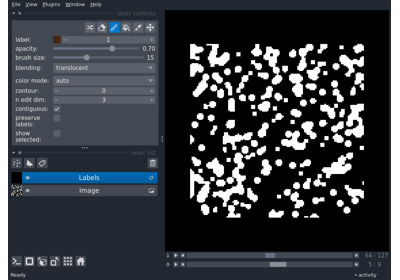 File View Plugins Window Help
layer controls
label: 1
opacity: 0.70
brush size: 15
blending: translucent
color mode: auto
contour: 0
n edit dim: 3
contiguous:
preserve
labels:
show
selected:
layer list
Labels
Image
1 64 127
0 5 9
Ready
activity